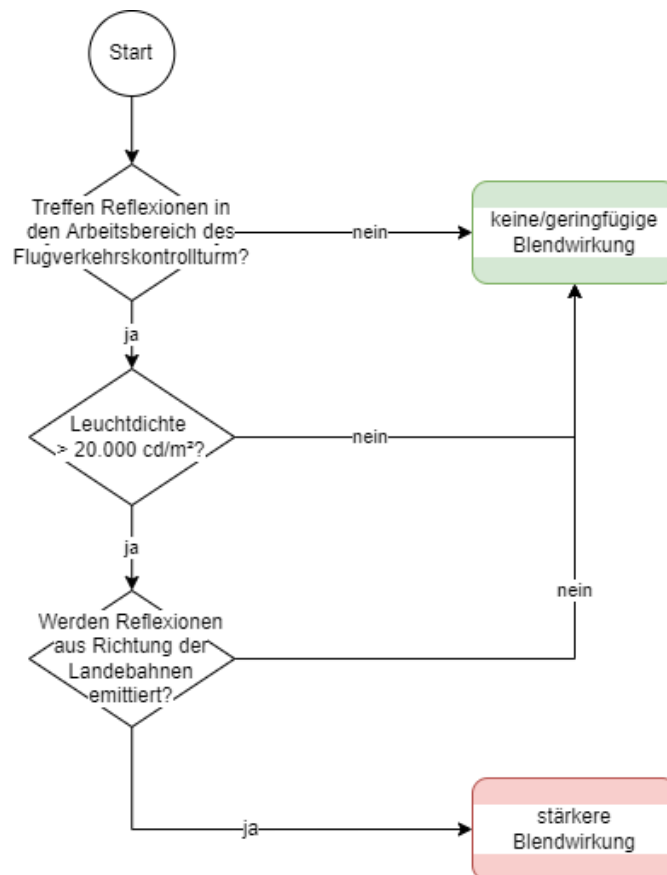 Start
Treffen Reflexionen in
den Arbeitsbereich des
Flugverkehrskontrollturm?
nein
keine/geringfügige
Blendwirkung
ja
Leuchtdichte
> 20.000 cd/m²?
nein
ja
Werden Reflexionen
aus Richtung der
Landebahnen
emittiert?
nein
ja
stärkere
Blendwirkung